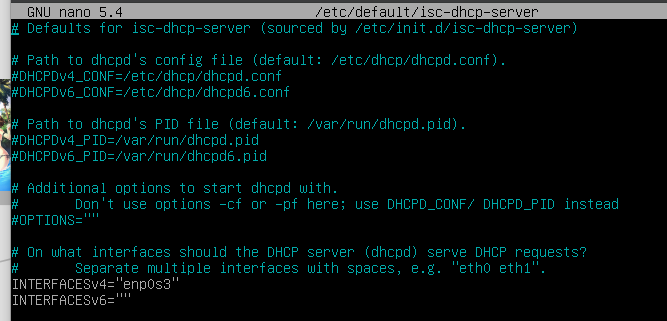 GNU nano 5.4 /etc/default/isc-dhcp-server
# Defaults for isc-dhcp-server (sourced by /etc/init.d/isc-dhcp-server)
# Path to dhcpd's config file (default: /etc/dhcp/dhcpd.conf).
#DHCPDv4_CONF=/etc/dhcp/dhcpd.conf
#DHCPDv6_CONF=/etc/dhcp/dhcpd6.conf
# Path to dhcpd's PID file (default: /var/run/dhcpd.pid).
#DHCPDv4_PID=/var/run/dhcpd.pid
#DHCPDv6_PID=/var/run/dhcpd6.pid
# Additional options to start dhcpd with.
#       Don't use options -cf or -pf here; use DHCPD_CONF/ DHCPD_PID instead
#OPTIONS=""
# On what interfaces should the DHCP server (dhcpd) serve DHCP requests?
#       Separate multiple interfaces with spaces, e.g. "eth0 eth1".
INTERFACESv4="enp0s3"
INTERFACESv6=""